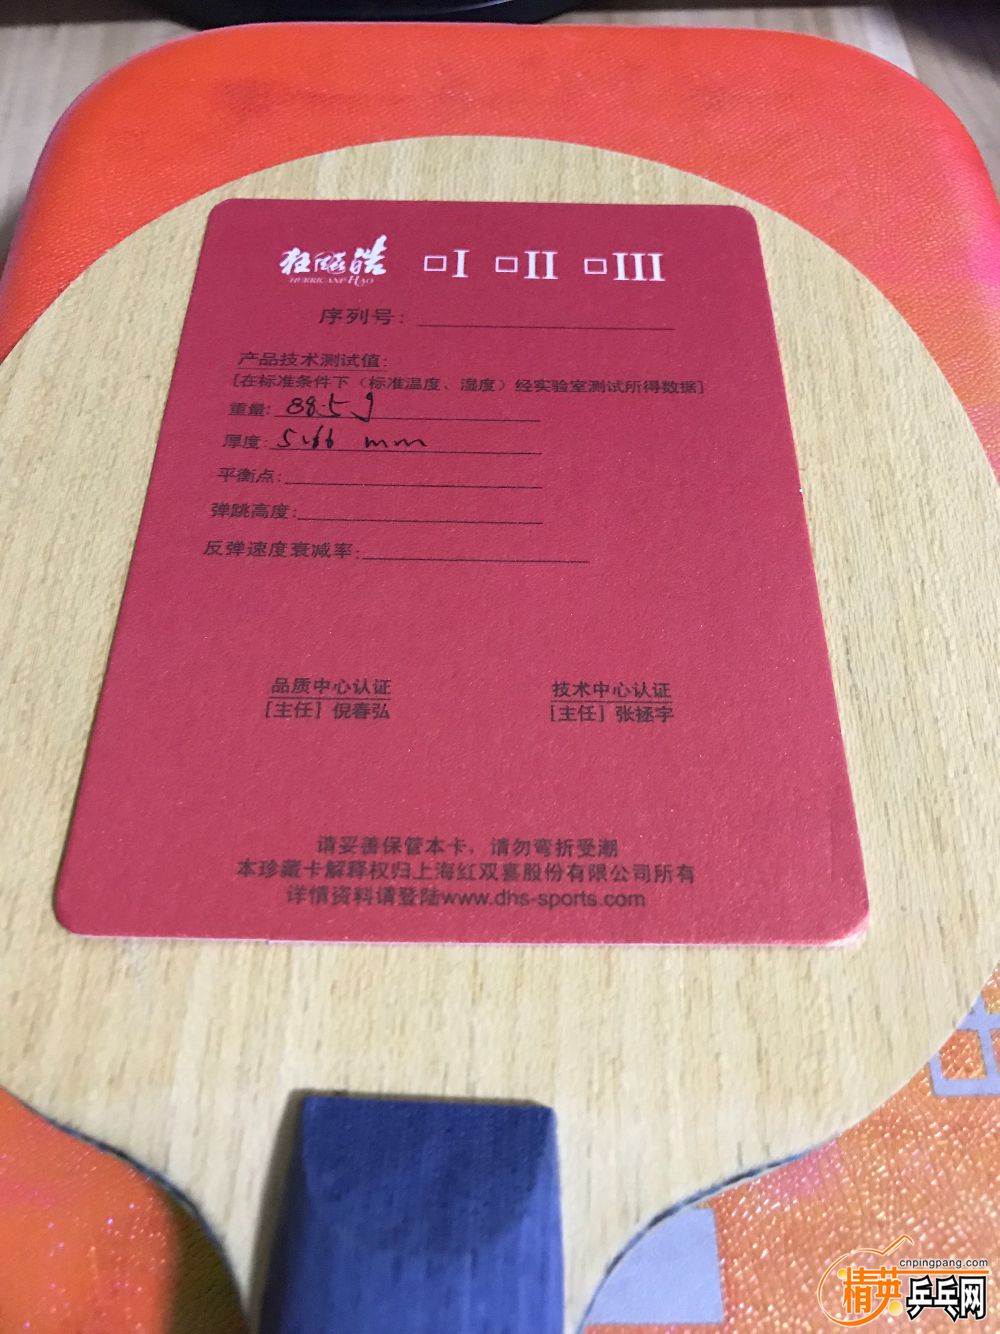 狂飚皓 □I □II □III
HURRICANE HAO
序列号：
产品技术测试值：
[在标准条件下（标准温度、湿度）经实验室测试所得数据]
重量：88.5g
厚度：5.66 mm
平衡点：
弹跳高度：
反弹速度衰减率：
品质中心认证 技术中心认证
[主任] 倪春弘 [主任] 张拯宇
请妥善保管本卡，请勿弯折受潮
本珍藏卡解释权归上海红双喜股份有限公司所有
详情资料请登陆www.dhs-sports.com
cnpingpang.com
精英乒乓网